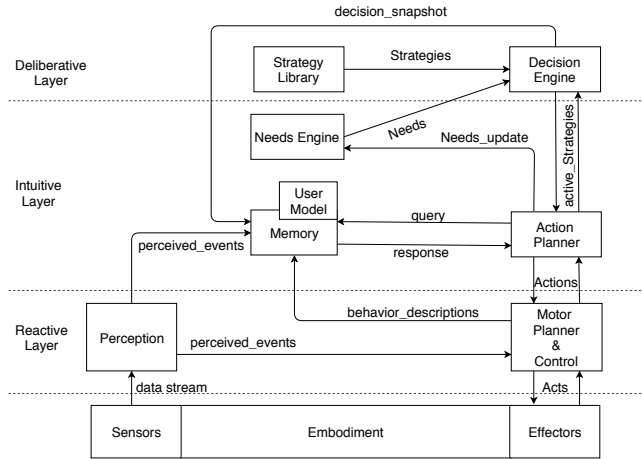 decision_snapshot
Deliberative
Layer
Strategy
Library
Strategies
Decision
Engine
Needs Engine
Needs
Needs_update
active_Strategies
Intuitive
Layer
User
Model
Memory
query
response
Action
Planner
perceived_events
Actions
Reactive
Layer
Perception
behavior_descriptions
perceived_events
Motor
Planner
&
Control
data stream
Acts
Sensors
Embodiment
Effectors